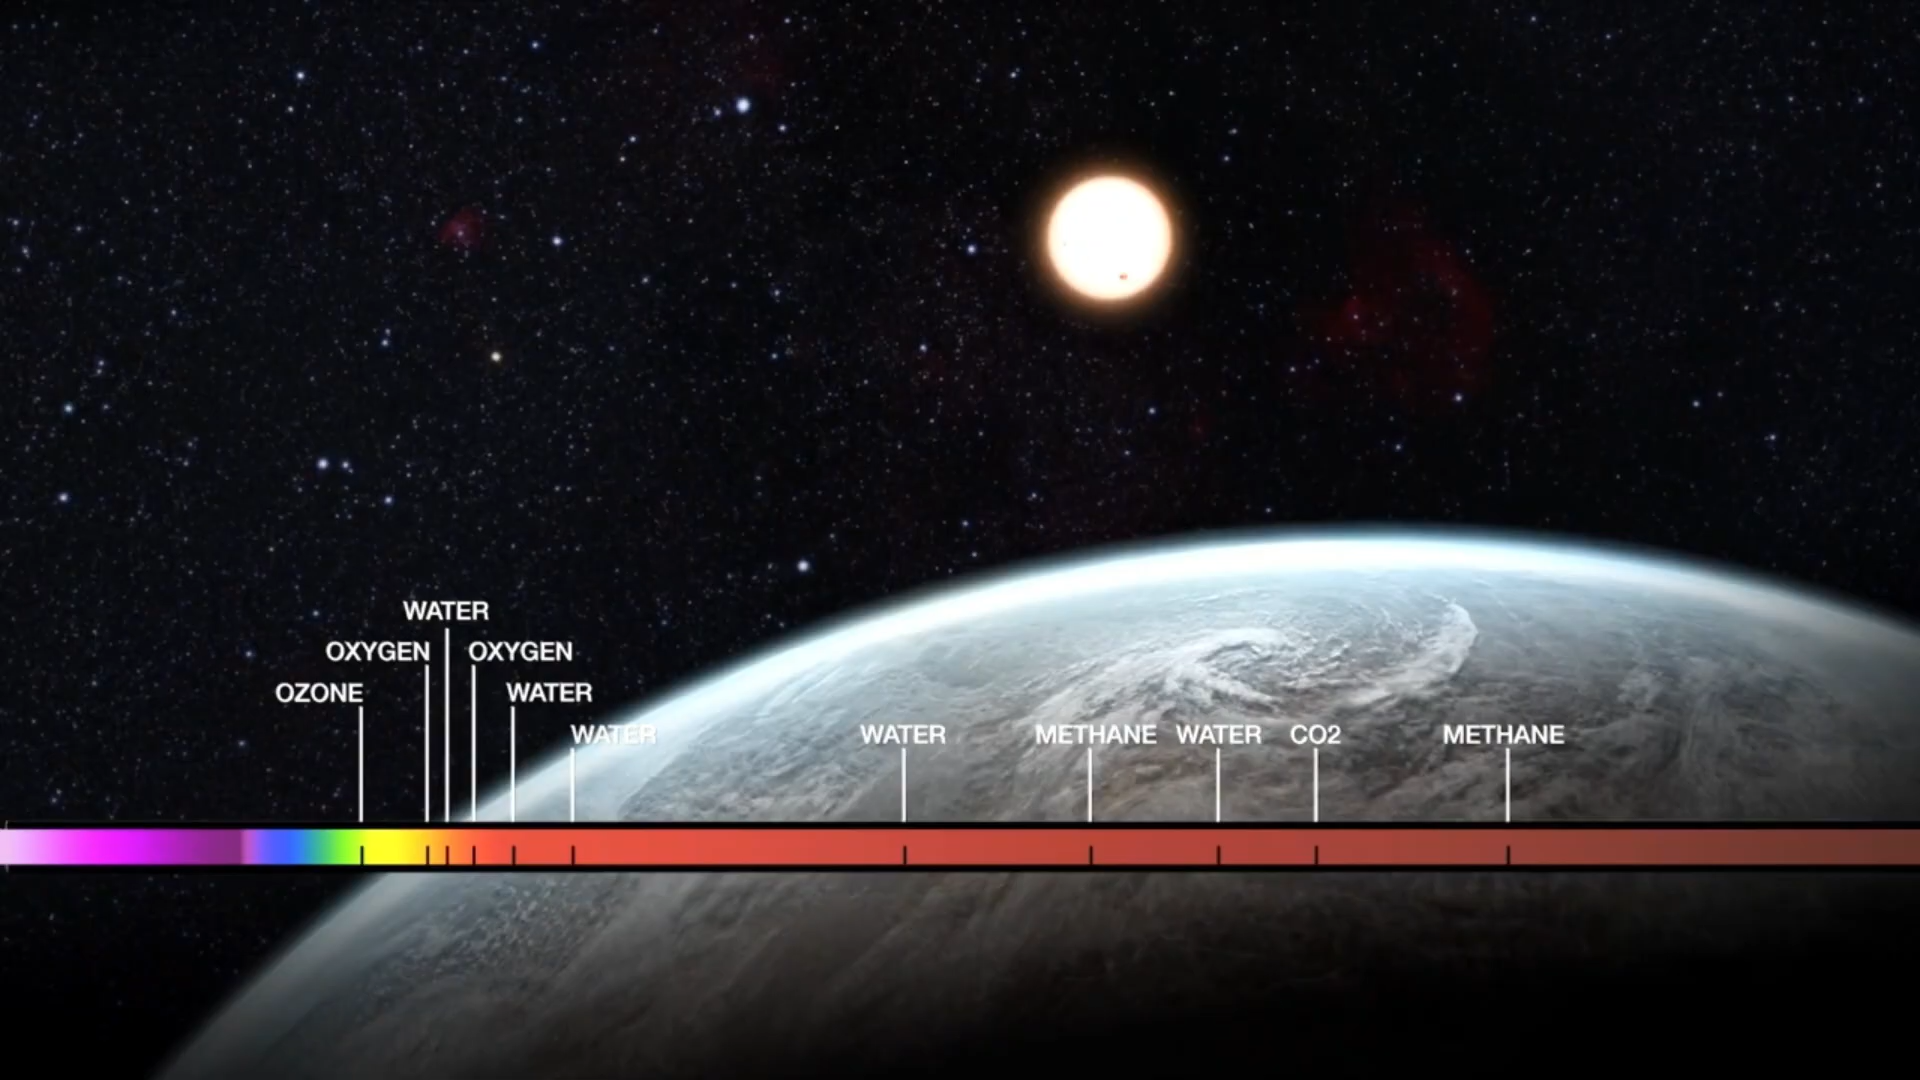 WATER
OXYGEN OXYGEN
OZONE WATER
WATER WATER METHANE WATER CO2 METHANE